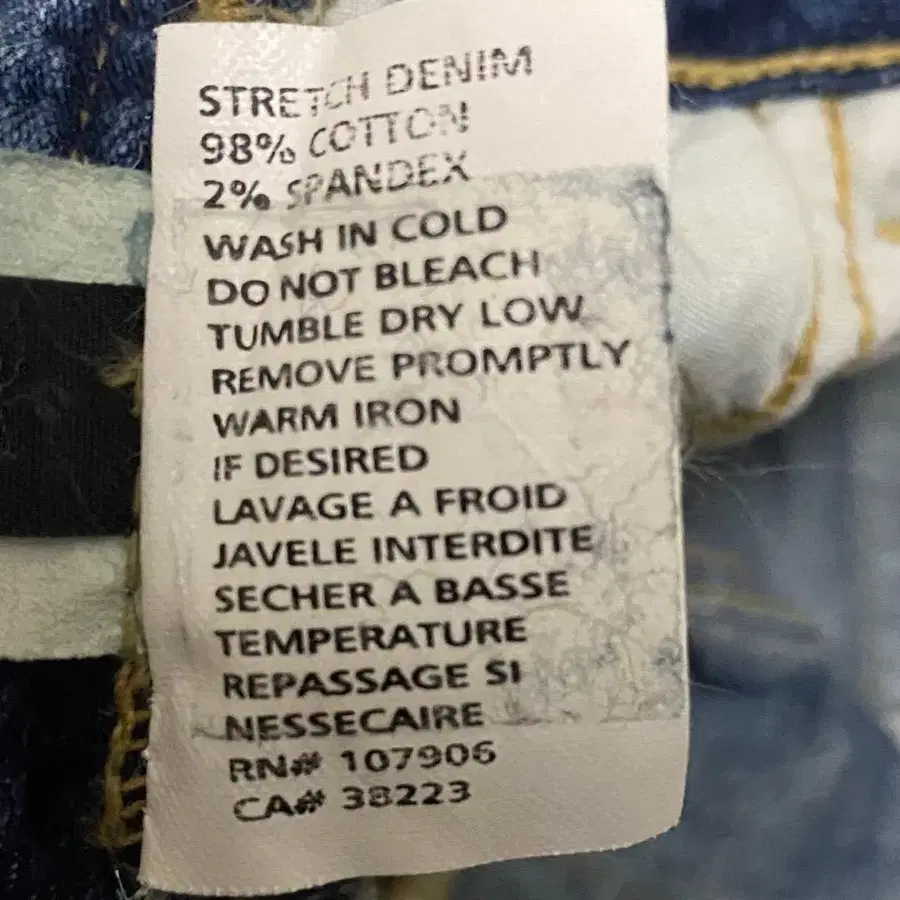 STRETCH DENIM
98% COTTON
2% SPANDEX
WASH IN COLD
DO NOT BLEACH
TUMBLE DRY LOW
REMOVE PROMPTLY
WARM IRON
IF DESIRED
LAVAGE A FROID
JAVELE INTERDITE
SECHER A BASSE
TEMPERATURE
REPASSAGE SI
NESSECAIRE
RN# 107906
CA# 38223